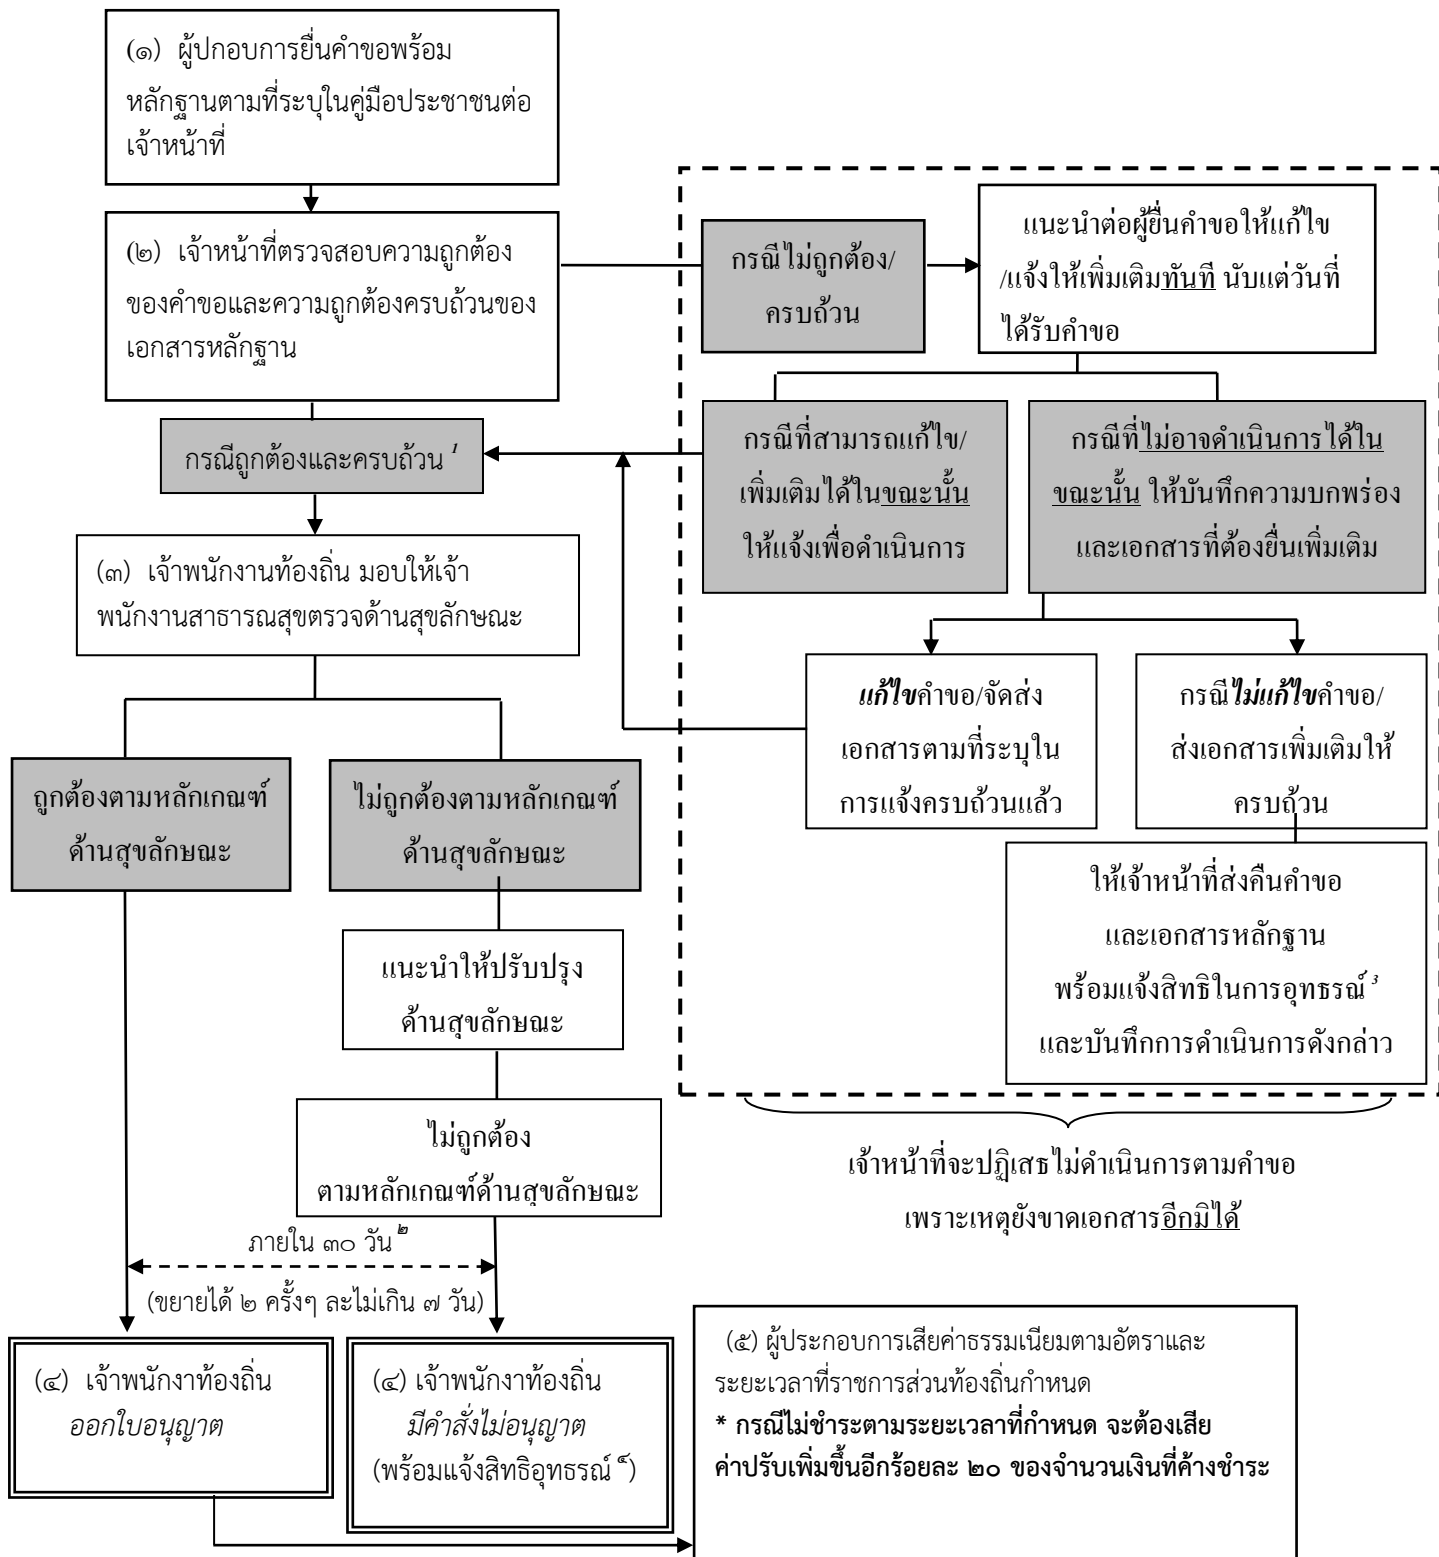 (๑) ผู้ปกอบการยื่นคำขอพร้อม
หลักฐานตามที่ระบุในคู่มือประชาชนต่อ
เจ้าหน้าที่
(๒) เจ้าหน้าที่ตรวจสอบความถูกต้อง
ของคำขอและความถูกต้องครบถ้วนของ
เอกสารหลักฐาน
กรณีไม่ถูกต้อง/
ครบถ้วน
แนะนำต่อผู้ยื่นคำขอให้แก้ไข
/แจ้งให้เพิ่มเติมทันที นับแต่วันที่
ได้รับคำขอ
กรณีถูกต้องและครบถ้วน 1
กรณีที่สามารถแก้ไข/
เพิ่มเติมได้ในขณะนั้น
ให้แจ้งเพื่อดำเนินการ
กรณีที่ไม่อาจดำเนินการได้ใน
ขณะนั้น ให้บันทึกความบกพร่อง
และเอกสารที่ต้องยื่นเพิ่มเติม
(๓) เจ้าพนักงานท้องถิ่น มอบให้เจ้า
พนักงานสาธารณสุขตรวจด้านสุขลักษณะ
แก้ไขคำขอ/จัดส่ง
เอกสารตามที่ระบุใน
การแจ้งครบถ้วนแล้ว
กรณีไม่แก้ไขคำขอ/
ส่งเอกสารเพิ่มเติมให้
ครบถ้วน
ถูกต้องตามหลักเกณฑ์
ด้านสุขลักษณะ
ไม่ถูกต้องตามหลักเกณฑ์
ด้านสุขลักษณะ
ให้เจ้าหน้าที่ส่งคืนคำขอ
และเอกสารหลักฐาน
พร้อมแจ้งสิทธิในการอุทธรณ์ 3
และบันทึกการดำเนินการดังกล่าว
แนะนำให้ปรับปรุง
ด้านสุขลักษณะ
ไม่ถูกต้อง
ตามหลักเกณฑ์ด้านสุขลักษณะ
เจ้าหน้าที่จะปฏิเสธไม่ดำเนินการตามคำขอ
เพราะเหตุยังขาดเอกสารอีกมิได้
ภายใน ๓๐ วัน ๒
(ขยายได้ ๒ ครั้งๆ ละไม่เกิน ๗ วัน)
(๔) เจ้าพนักงาท้องถิ่น
ออกใบอนุญาต
(๔) เจ้าพนักงาท้องถิ่น
มีคำสั่งไม่อนุญาต
(พร้อมแจ้งสิทธิอุทธรณ์ ๔)
(๕) ผู้ประกอบการเสียค่าธรรมเนียมตามอัตราและ
ระยะเวลาที่ราชการส่วนท้องถิ่นกำหนด
* กรณีไม่ชำระตามระยะเวลาที่กำหนด จะต้องเสีย
ค่าปรับเพิ่มขึ้นอีกร้อยละ ๒๐ ของจำนวนเงินที่ค้างชำระ